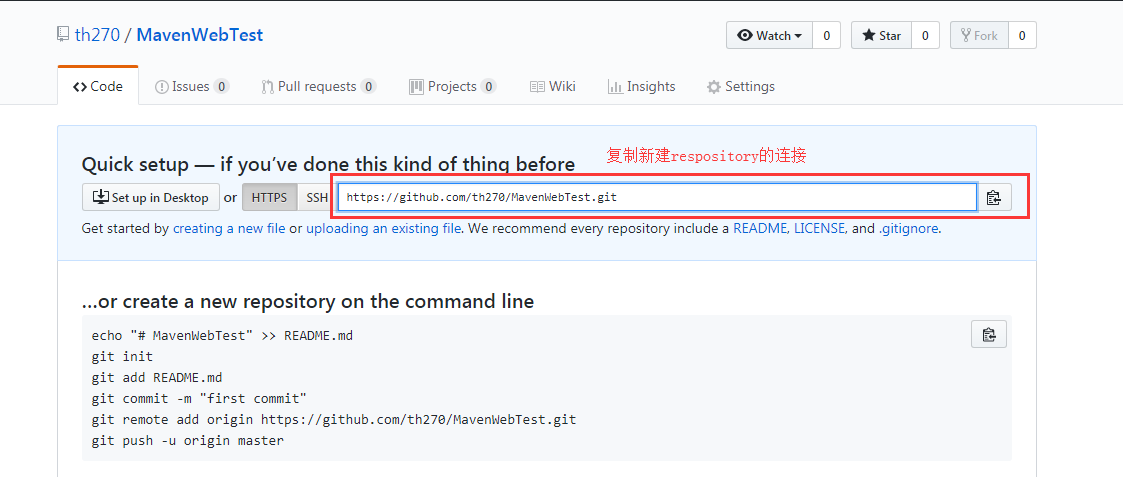 th270 / MavenWebTest
Watch 0 Star 0 Fork 0
Code Issues 0 Pull requests 0 Projects 0 Wiki Insights Settings
Quick setup — if you’ve done this kind of thing before
复制新建respository的连接
Set up in Desktop or HTTPS SSH https://github.com/th270/MavenWebTest.git
Get started by creating a new file or uploading an existing file. We recommend every repository include a README, LICENSE, and .gitignore.
…or create a new repository on the command line
echo "# MavenWebTest" >> README.md
git init
git add README.md
git commit -m "first commit"
git remote add origin https://github.com/th270/MavenWebTest.git
git push -u origin master